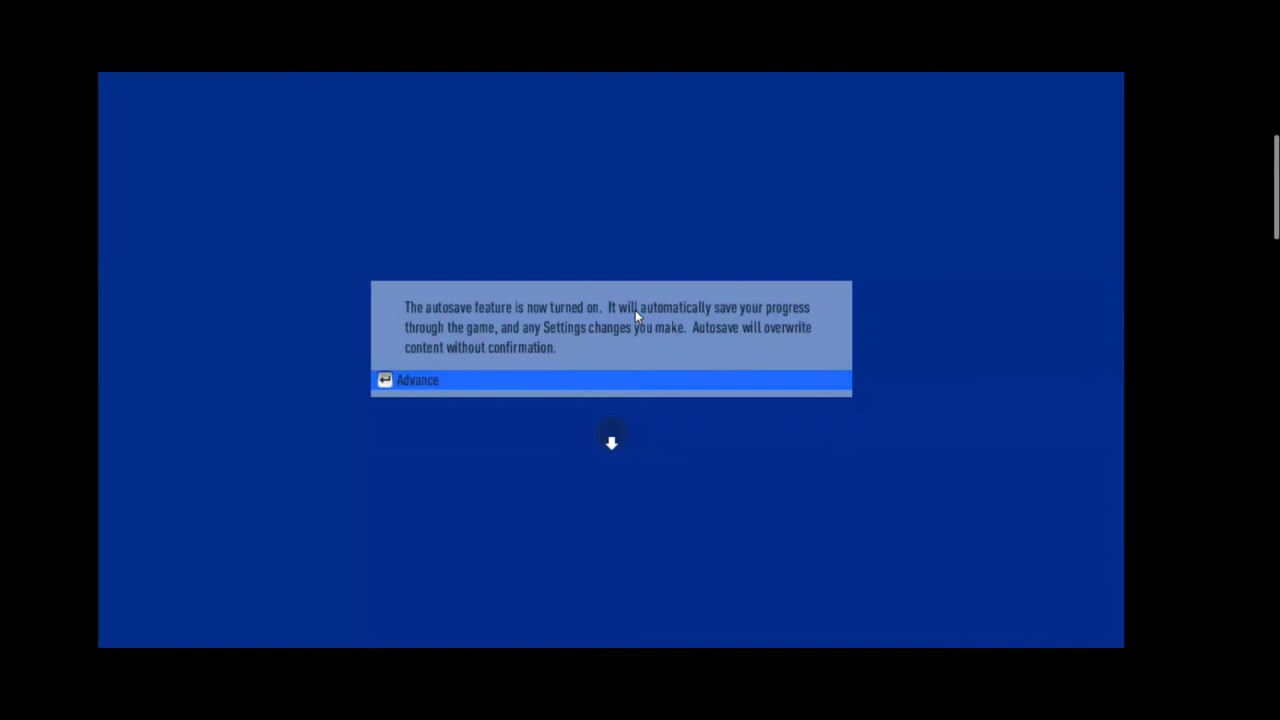 The autosave feature is now turned on.  It will automatically save your progress
through the game, and any Settings changes you make.  Autosave will overwrite
content without confirmation.
Advance